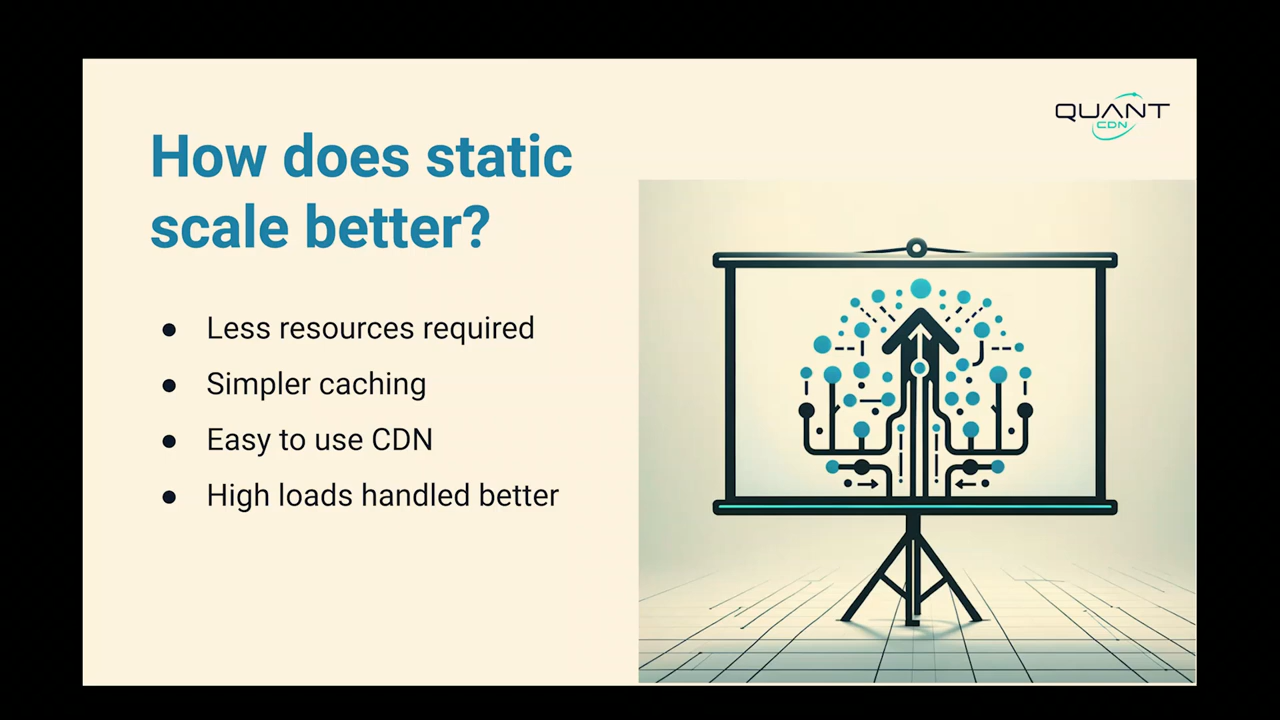 QUANT
CDN
How does static
scale better?
● Less resources required
● Simpler caching
● Easy to use CDN
● High loads handled better